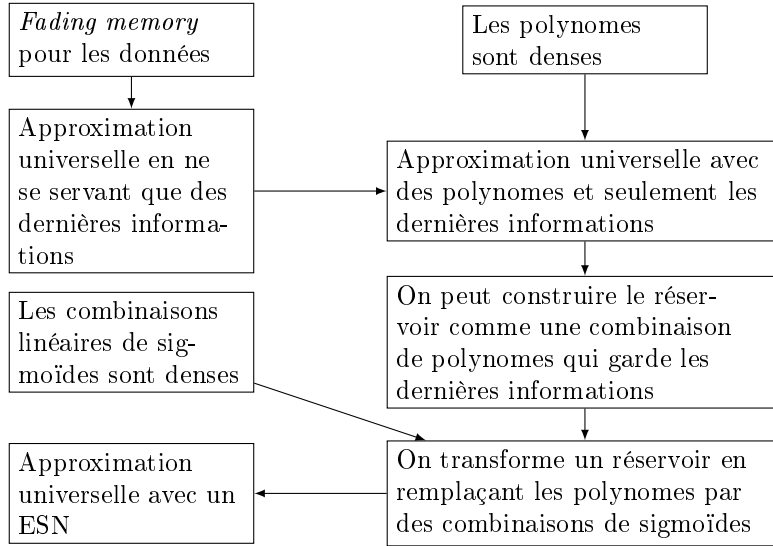 Fading memory
pour les données
Les polynomes
sont denses
Approximation
universelle en ne
se servant que des
dernières informa-
tions
Approximation universelle avec
des polynomes et seulement les
dernières informations
Les combinaisons
linéaires de sig-
moïdes sont denses
On peut construire le réser-
voir comme une combinaison
de polynomes qui garde les
dernières informations
Approximation
universelle avec un
ESN
On transforme un réservoir en
remplaçant les polynomes par
des combinaisons de sigmoïdes